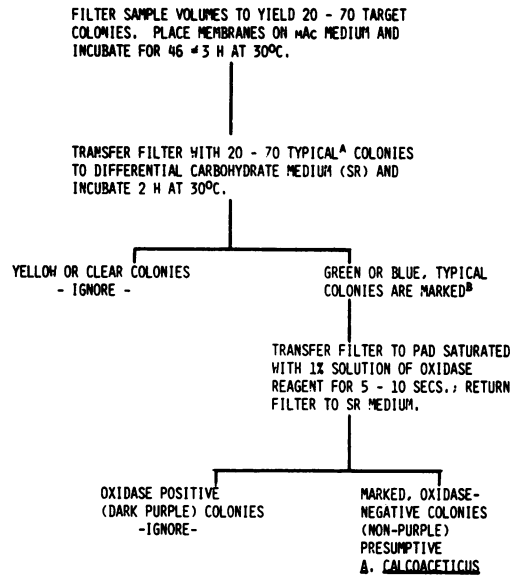 FILTER SAMPLE VOLUMES TO YIELD 20 - 70 TARGET
COLONIES. PLACE MEMBRANES ON mAc MEDIUM AND
INCUBATE FOR 46 ± 3 H AT 30ºC.
TRANSFER FILTER WITH 20 - 70 TYPICALᴬ COLONIES
TO DIFFERENTIAL CARBOHYDRATE MEDIUM (SR) AND
INCUBATE 2 H AT 30ºC.
YELLOW OR CLEAR COLONIES
- IGNORE -
GREEN OR BLUE, TYPICAL
COLONIES ARE MARKEDᴮ
TRANSFER FILTER TO PAD SATURATED
WITH 1% SOLUTION OF OXIDASE
REAGENT FOR 5 - 10 SECS.; RETURN
FILTER TO SR MEDIUM.
OXIDASE POSITIVE
(DARK PURPLE) COLONIES
-IGNORE-
MARKED, OXIDASE-
NEGATIVE COLONIES
(NON-PURPLE)
PRESUMPTIVE
A. CALCOACETICUS